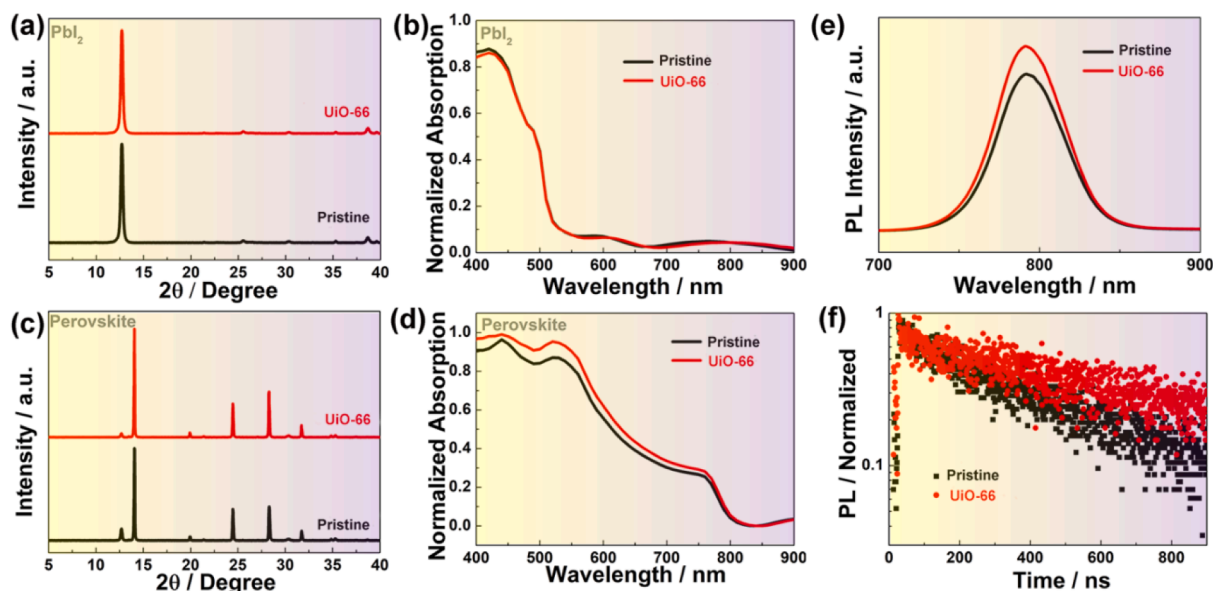 (a)
PbI₂
UiO-66
Pristine
Intensity / a.u.
5 10 15 20 25 30 35 40
2θ / Degree
(b)
PbI₂
Pristine
UiO-66
Normalized Absorption
1.0
0.8
0.6
0.4
0.2
0.0
400 500 600 700 800 900
Wavelength / nm
(e)
Pristine
UiO-66
PL Intensity / a.u.
700 800 900
Wavelength / nm
(c)
Perovskite
UiO-66
Pristine
Intensity / a.u.
5 10 15 20 25 30 35 40
2θ / Degree
(d)
Perovskite
Pristine
UiO-66
Normalized Absorption
1.0
0.8
0.6
0.4
0.2
0.0
400 500 600 700 800 900
Wavelength / nm
(f)
1
0.1
PL / Normalized
Pristine
UiO-66
0 200 400 600 800
Time / ns